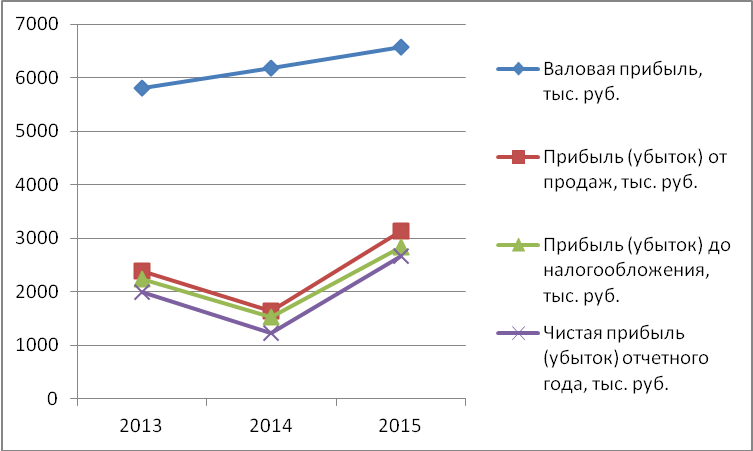 7000
6000
5000
4000
3000
2000
1000
0
2013 2014 2015
Валовая прибыль,
тыс. руб.
Прибыль (убыток) от
продаж, тыс. руб.
Прибыль (убыток) до
налогообложения,
тыс. руб.
Чистая прибыль
(убыток) отчетного
года, тыс. руб.